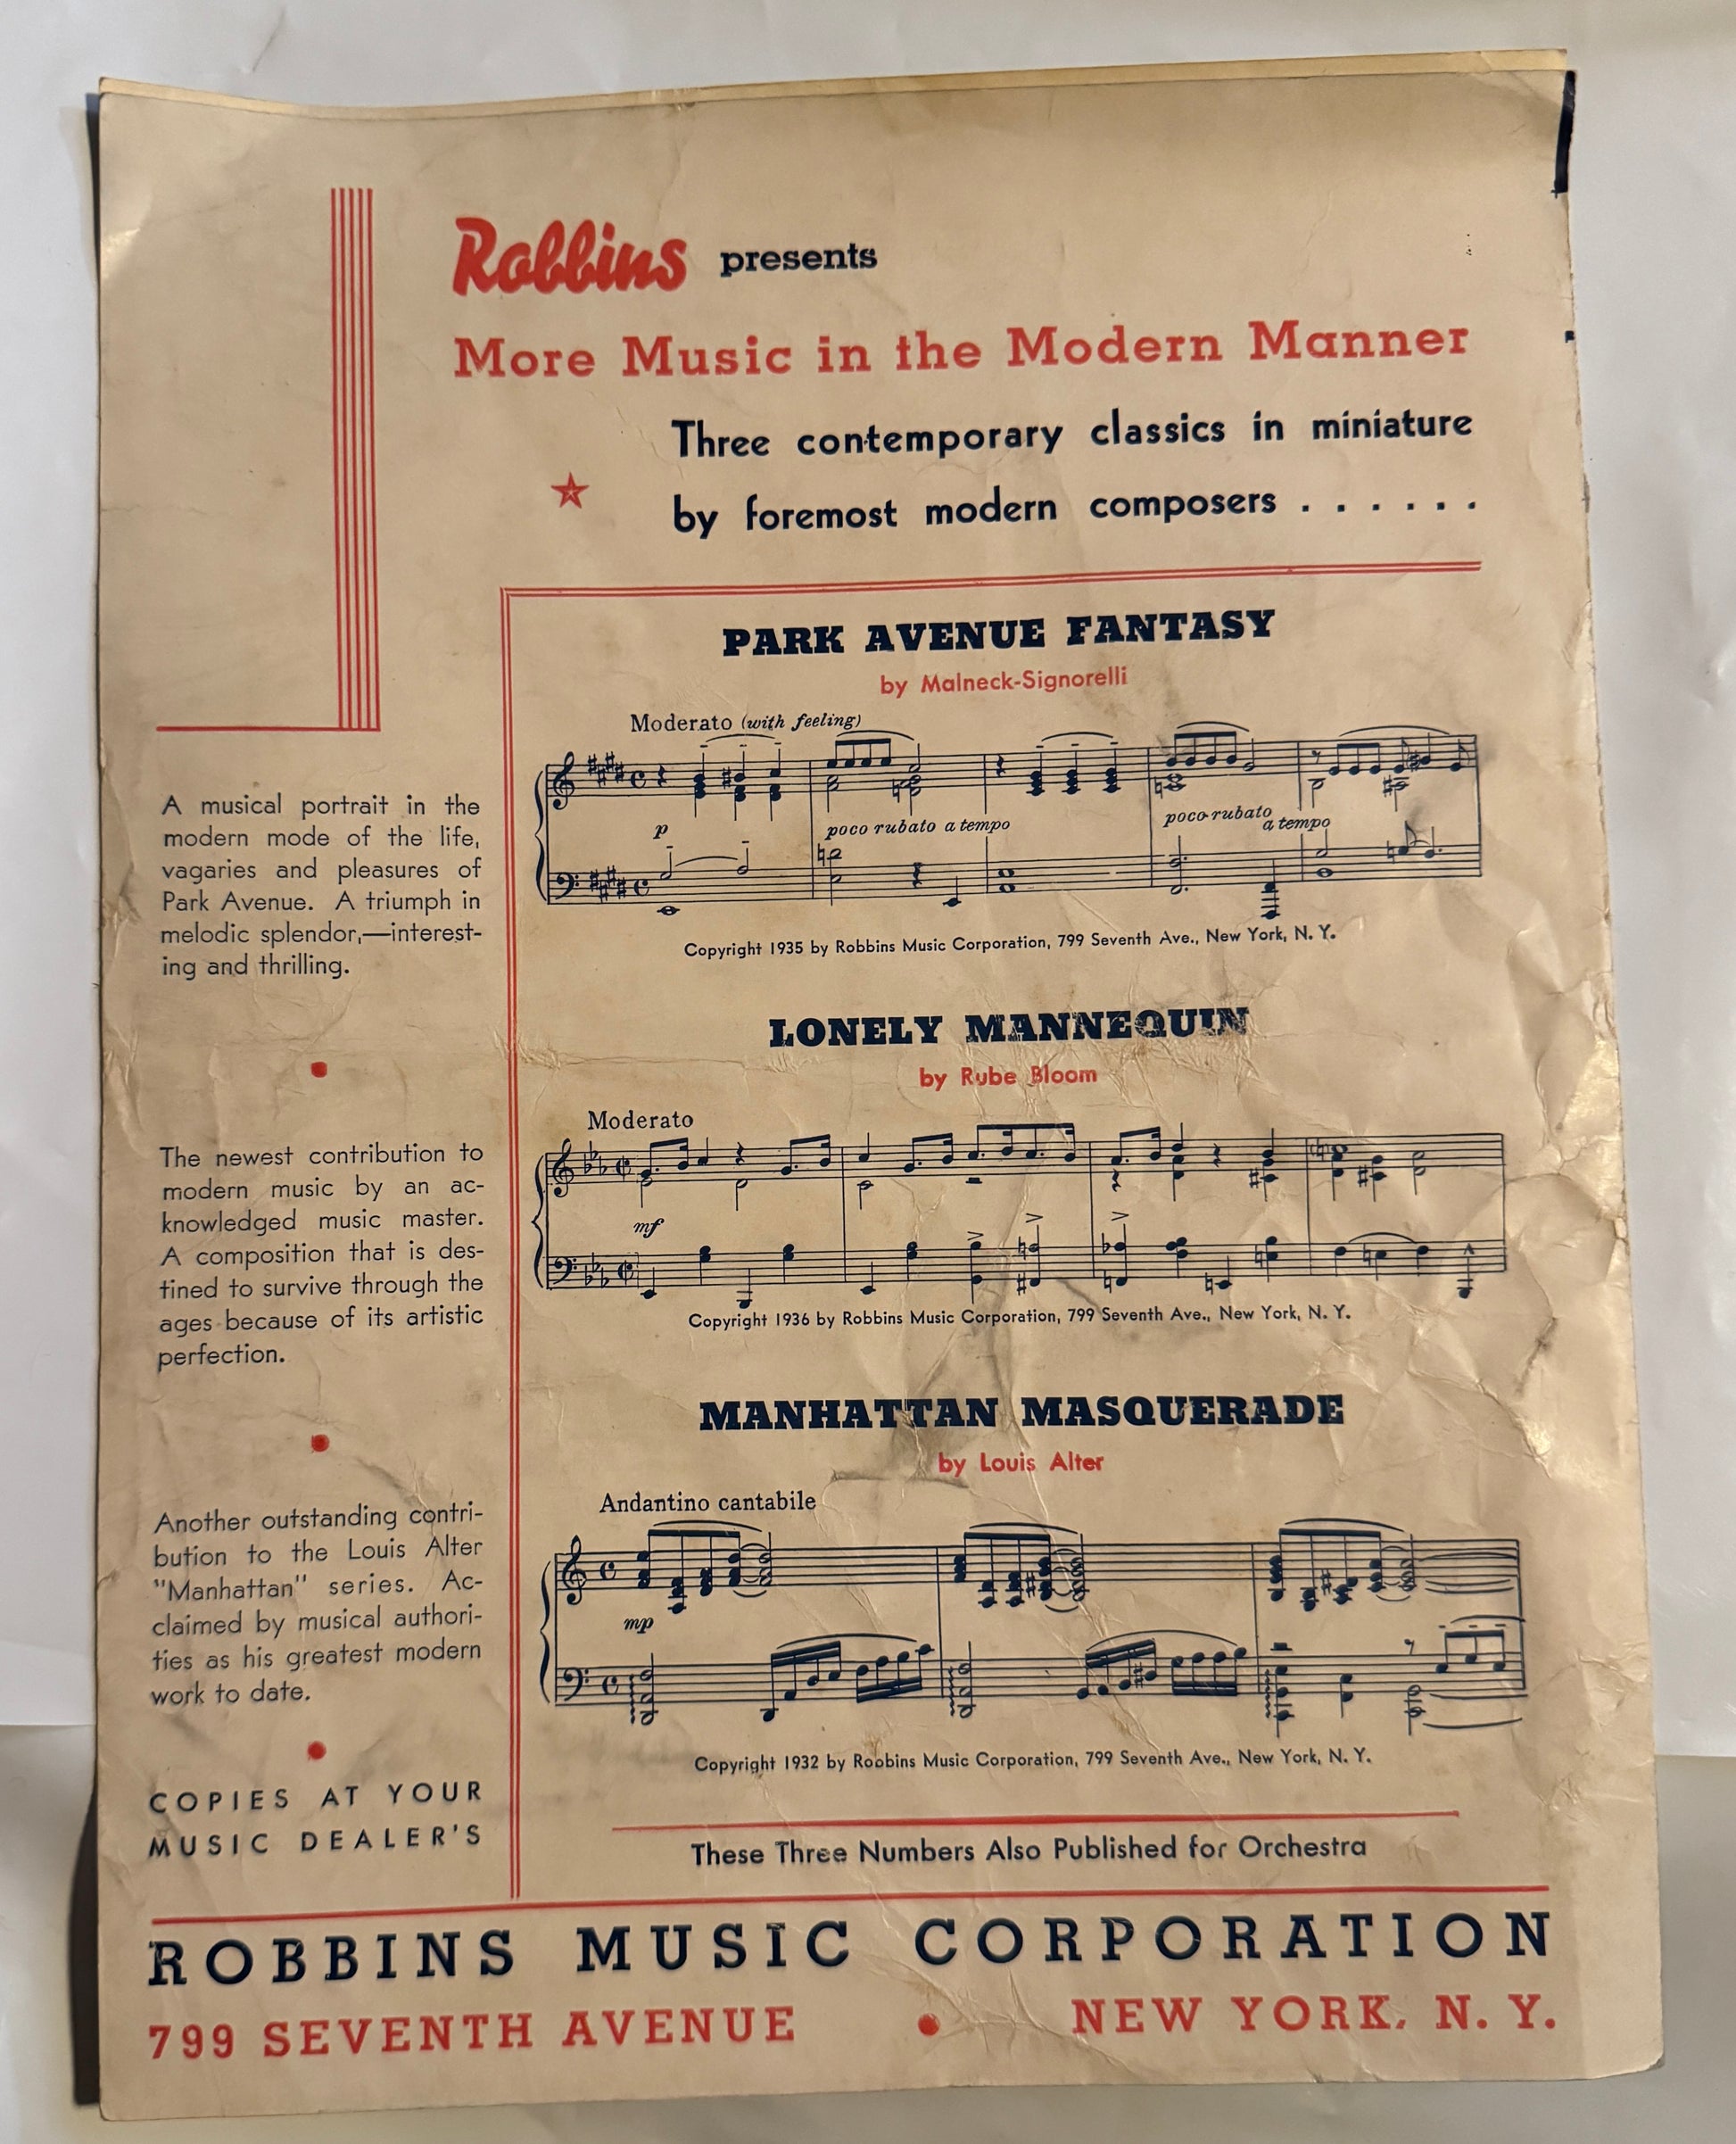 Robbins presents
More Music in the Modern Manner
Three contemporary classics in miniature
by foremost modern composers . . . . . .
PARK AVENUE FANTASY
by Malneck-Signorelli
Moderato (with feeling)
p
poco rubato a tempo
poco rubato
a tempo
Copyright 1935 by Robbins Music Corporation, 799 Seventh Ave., New York, N. Y.
A musical portrait in the
modern mode of the life,
vagaries and pleasures of
Park Avenue. A triumph in
melodic splendor,—interest-
ing and thrilling.
LONELY MANNEQUIN
by Rube Bloom
Moderato
mf
Copyright 1936 by Robbins Music Corporation, 799 Seventh Ave., New York, N. Y.
The newest contribution to
modern music by an ac-
knowledged music master.
A composition that is des-
tined to survive through the
ages because of its artistic
perfection.
MANHATTAN MASQUERADE
by Louis Alter
Andantino cantabile
mp
Copyright 1932 by Robbins Music Corporation, 799 Seventh Ave., New York, N. Y.
Another outstanding contri-
bution to the Louis Alter
"Manhattan" series. Ac-
claimed by musical authori-
ties as his greatest modern
work to date.
COPIES AT YOUR
MUSIC DEALER'S
These Three Numbers Also Published for Orchestra
ROBBINS MUSIC CORPORATION
799 SEVENTH AVENUE • NEW YORK, N. Y.